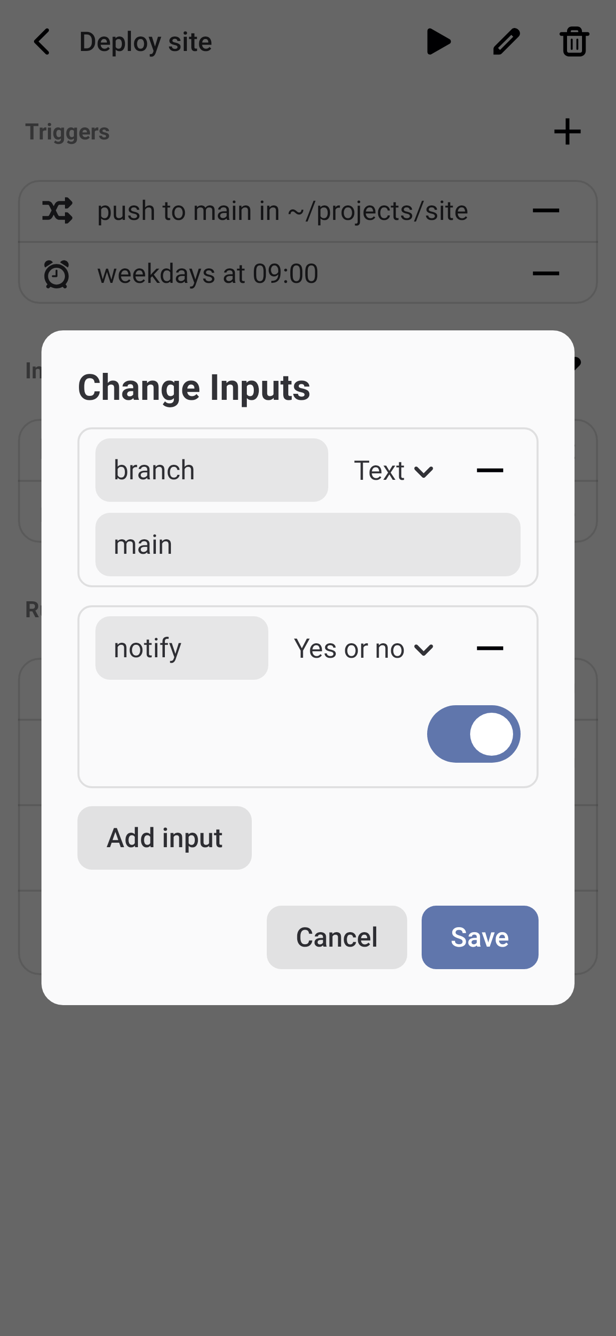 Deploy site
Triggers
push to main in ~/projects/site
weekdays at 09:00
Change Inputs
branch
Text
main
notify
Yes or no
Add input
Cancel
Save